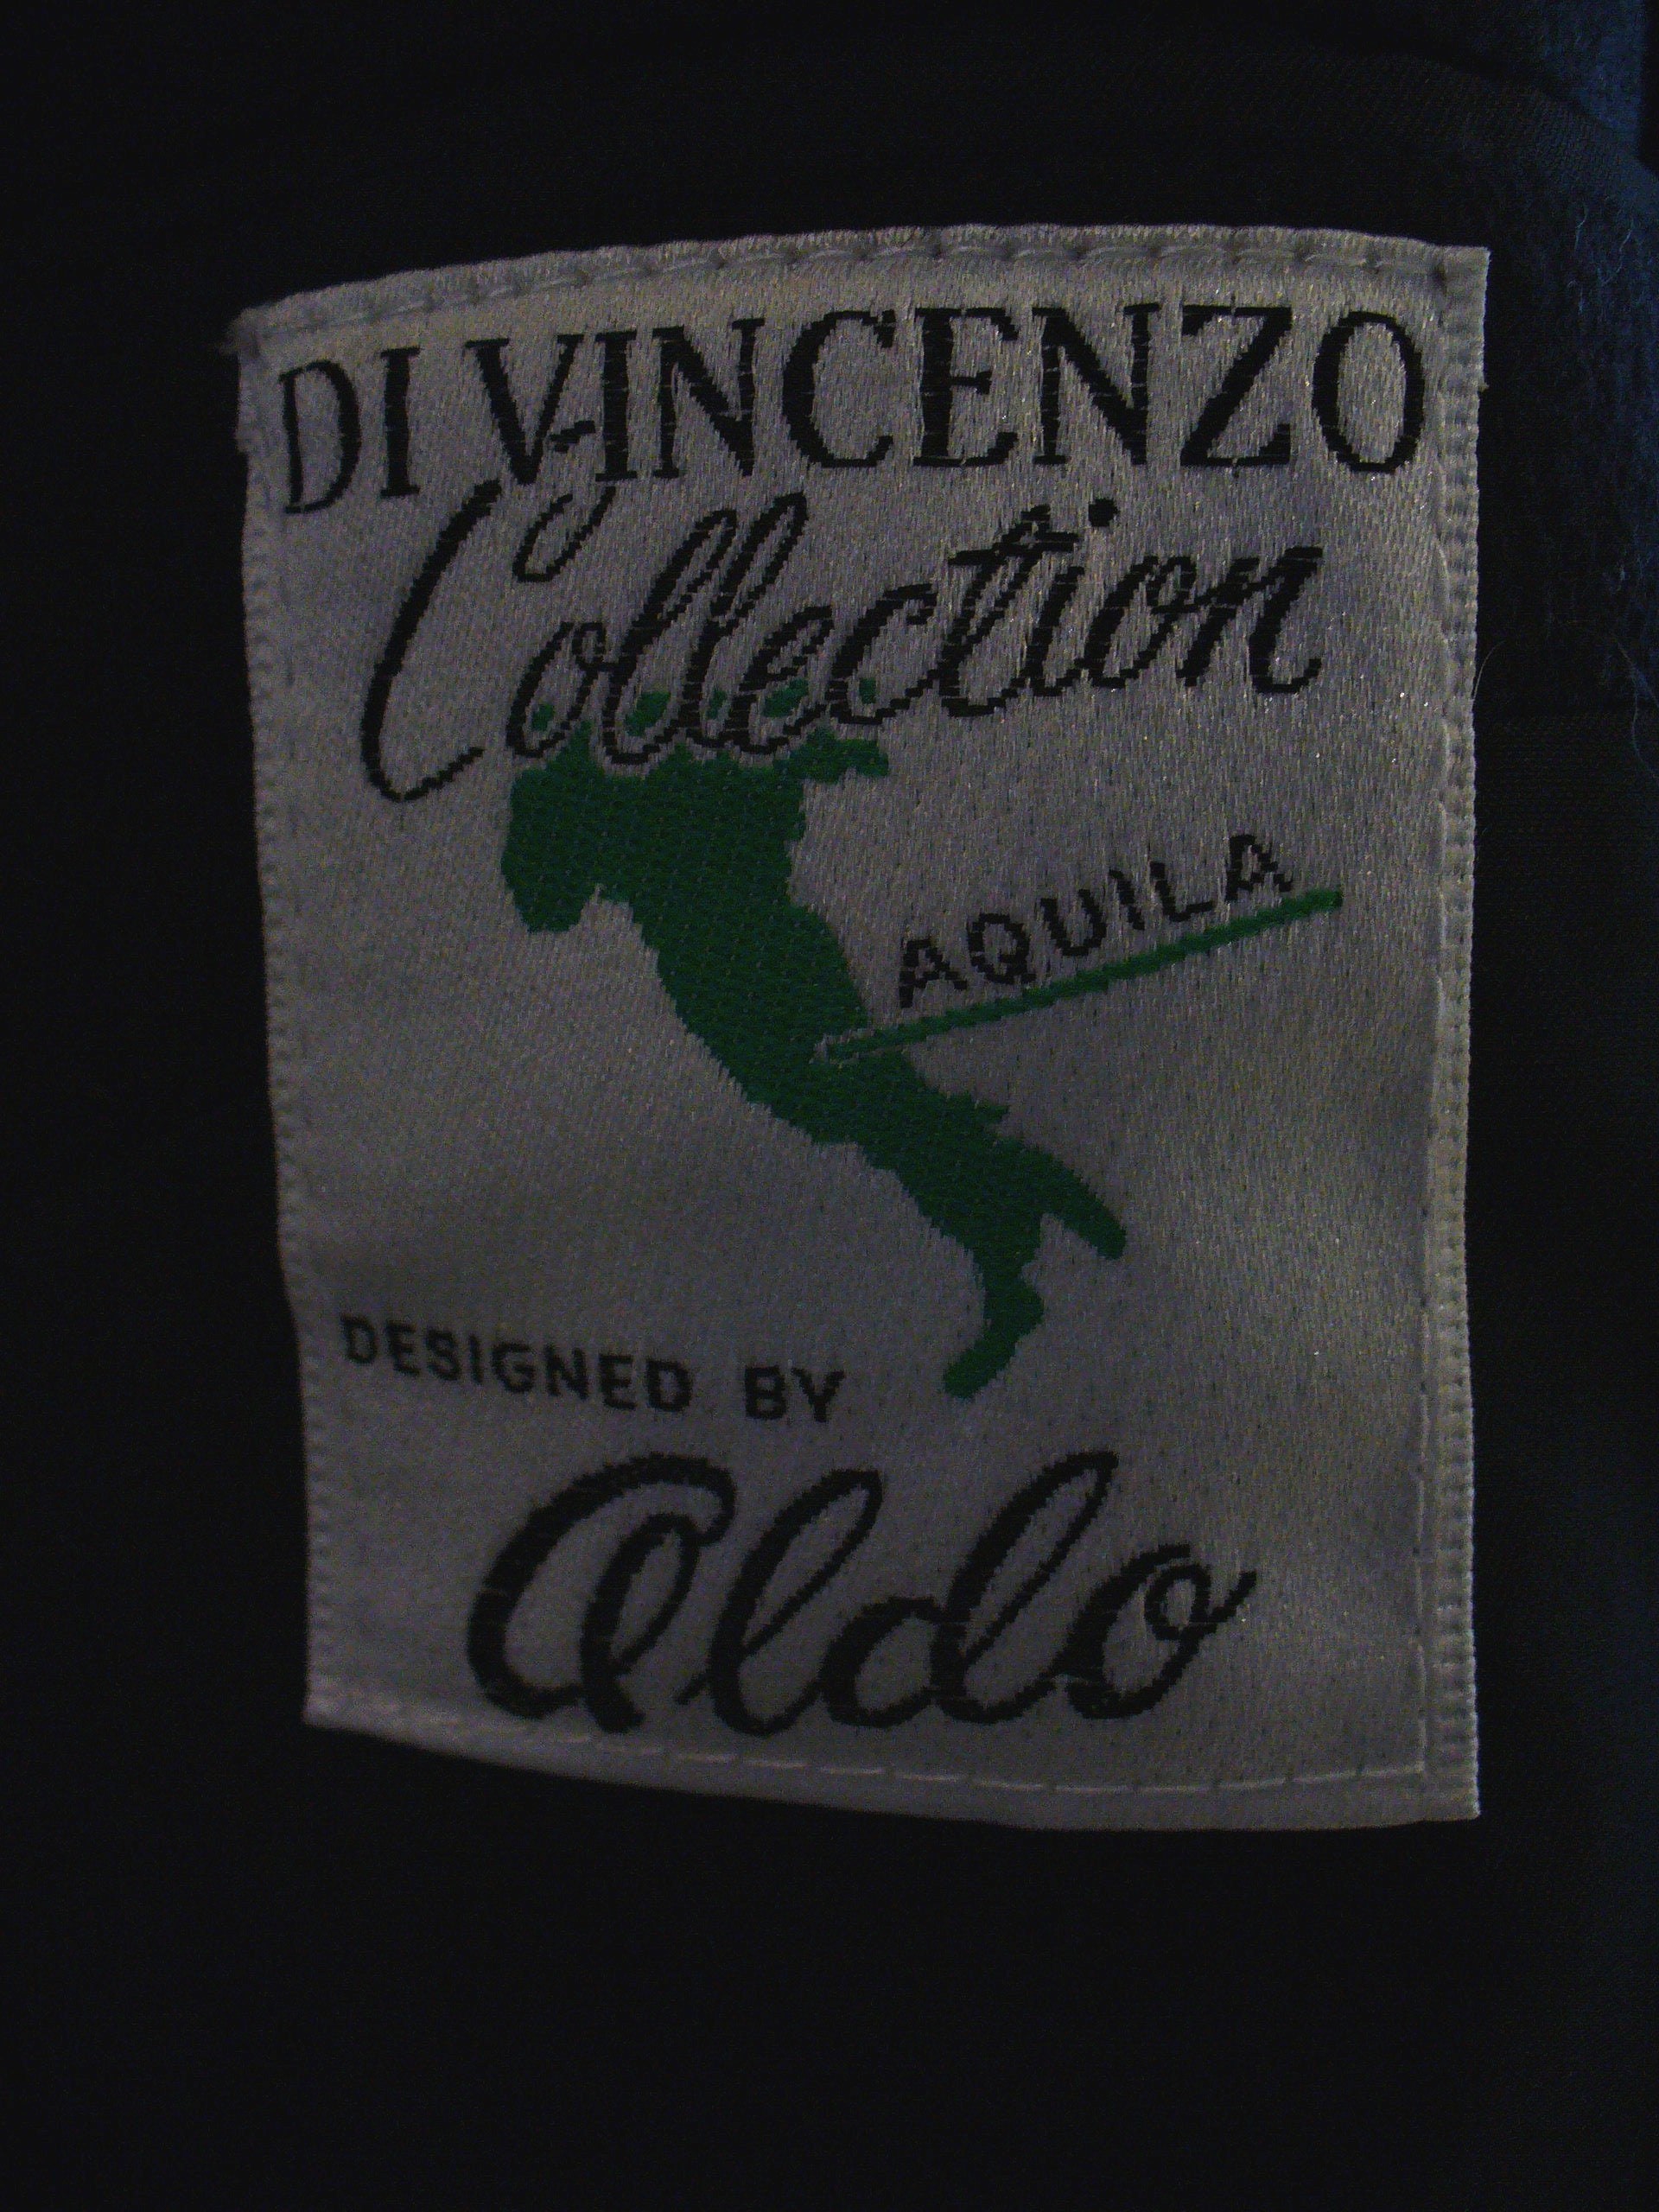 DI VINCENZO
Collection
AQUILA
DESIGNED BY
Aldo